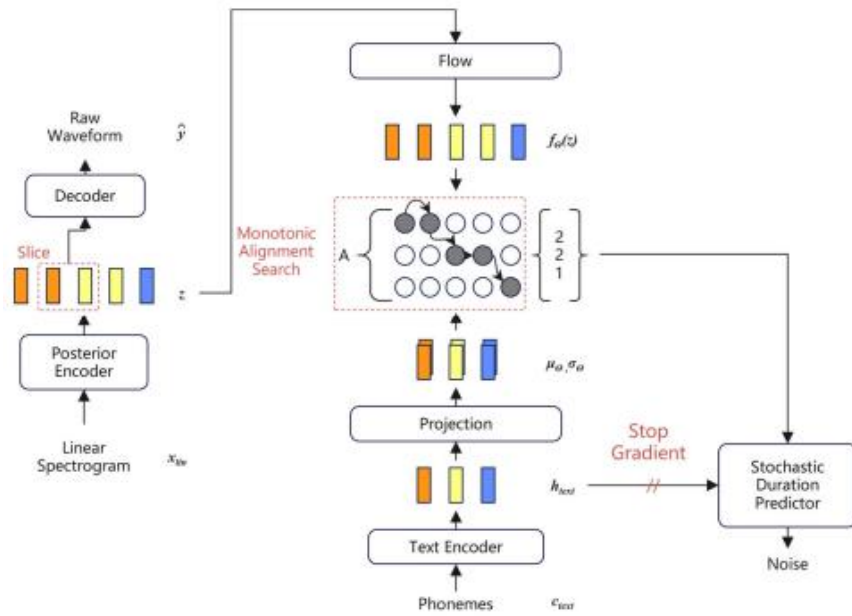 Flow
Raw
Waveform
ŷ
f_Θ(z)
Decoder
Monotonic
Alignment
Search
A
2
2
1
Slice
z
Posterior
Encoder
μ_Θ, σ_Θ
Projection
Linear
Spectrogram
x_lin
Stop
Gradient
Stochastic
Duration
Predictor
h_text
Text Encoder
Noise
Phonemes
c_text